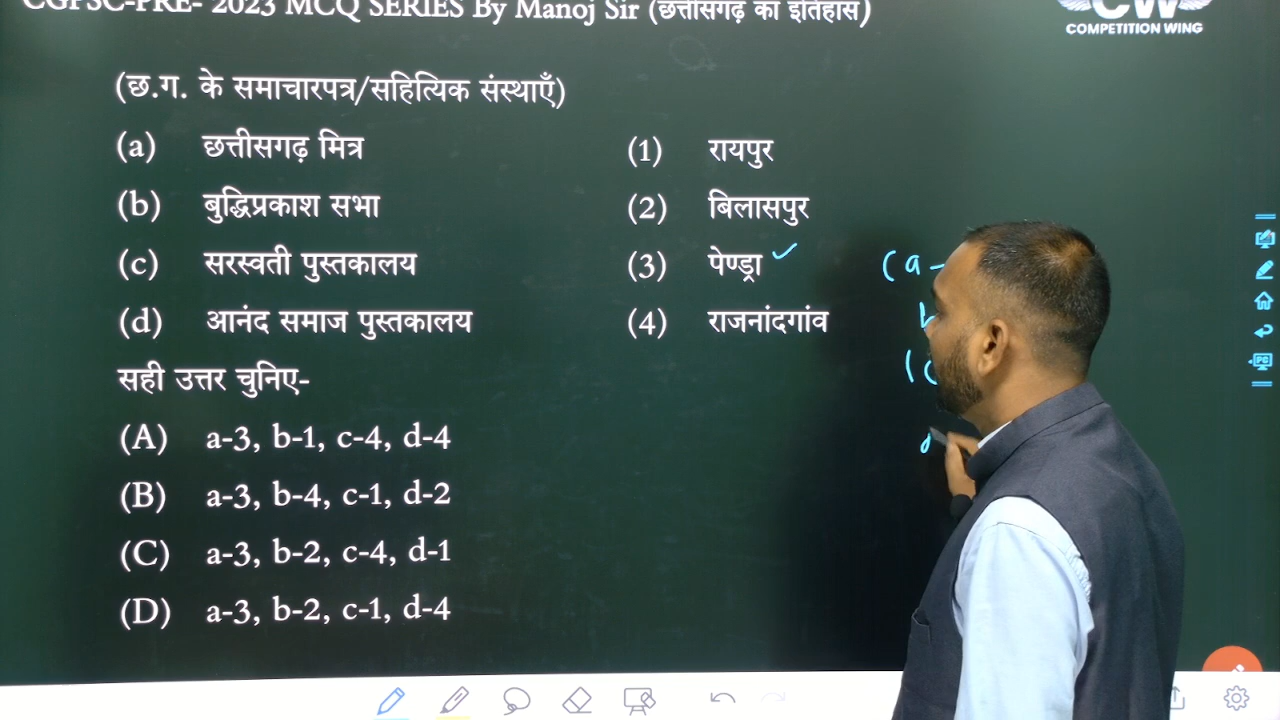 CGPSC-PRE- 2023 MCQ SERIES By Manoj Sir (छत्तीसगढ़ का इतिहास)
CW
COMPETITION WING
(छ.ग. के समाचारपत्र/सहित्यिक संस्थाएँ)
(a) छत्तीसगढ़ मित्र (1) रायपुर
(b) बुद्धिप्रकाश सभा (2) बिलासपुर
(c) सरस्वती पुस्तकालय (3) पेण्ड्रा
(d) आनंद समाज पुस्तकालय (4) राजनांदगांव
(a-
सही उत्तर चुनिए-
(A) a-3, b-1, c-4, d-4
(B) a-3, b-4, c-1, d-2
(C) a-3, b-2, c-4, d-1
(D) a-3, b-2, c-1, d-4
PC